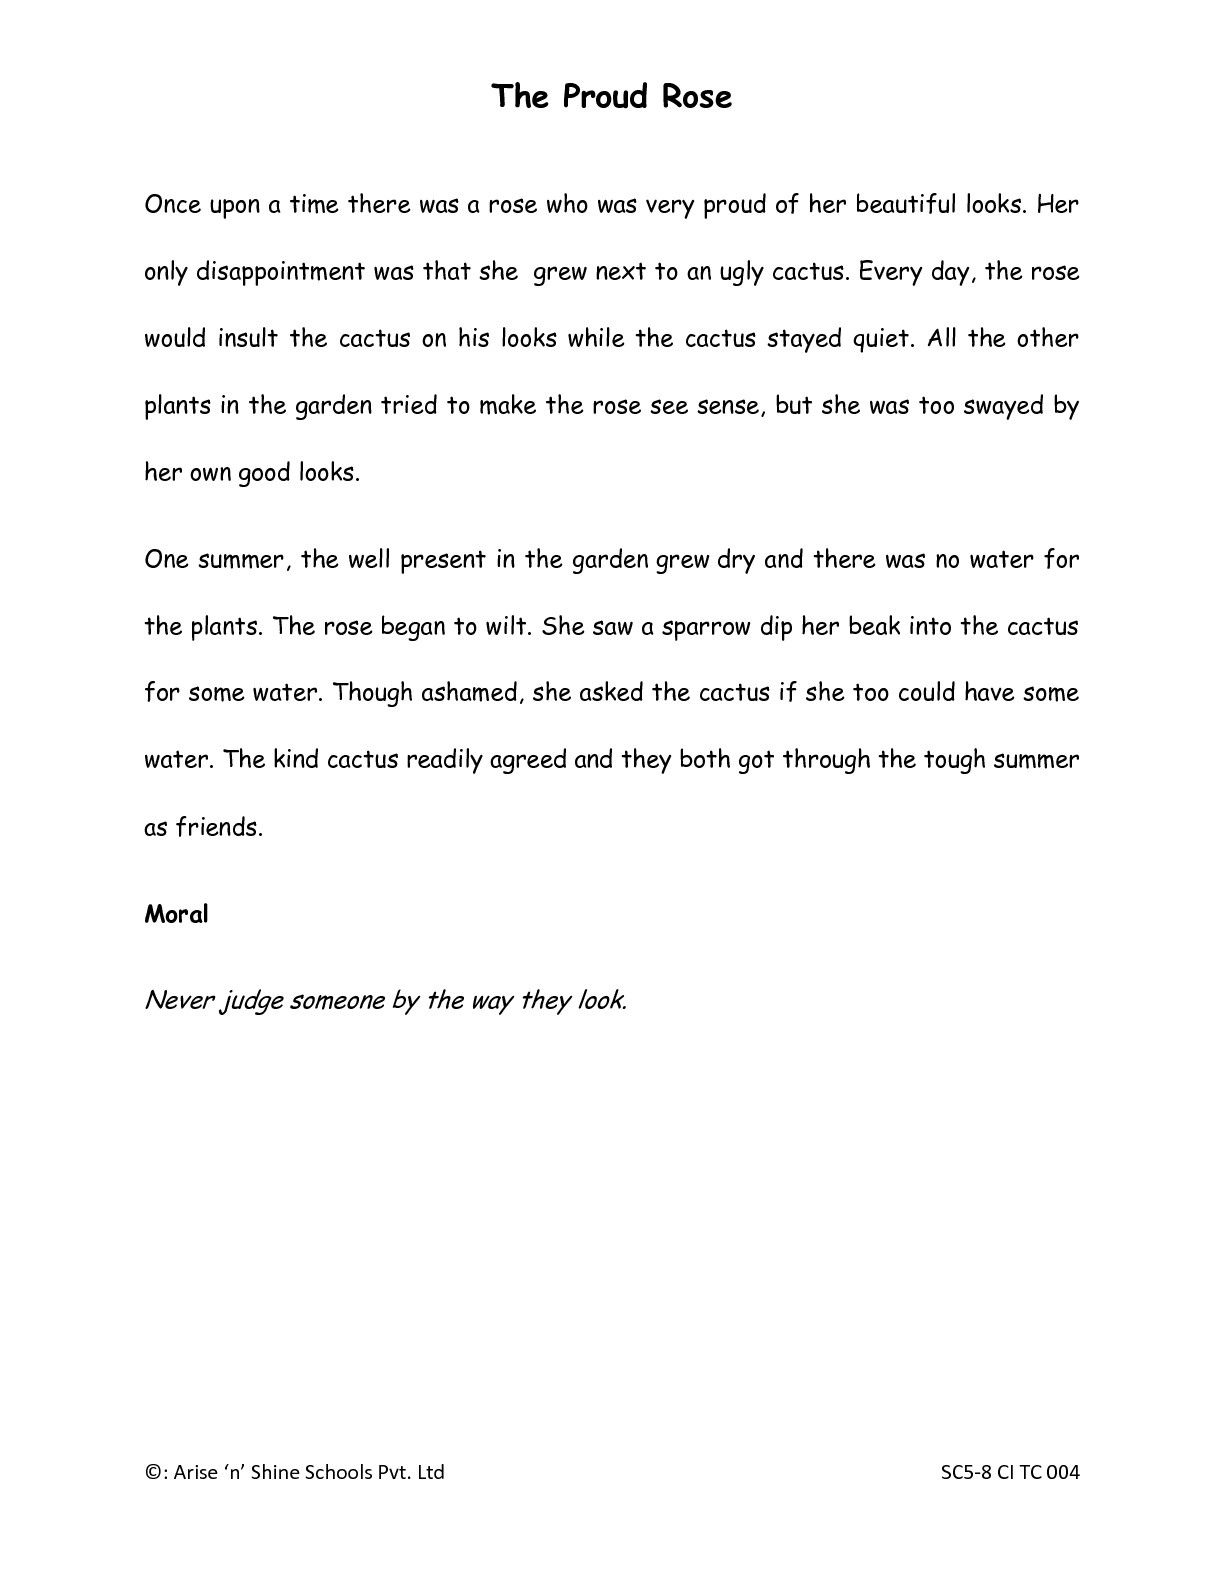 The Proud Rose
Once upon a time there was a rose who was very proud of her beautiful looks. Her
only disappointment was that she  grew next to an ugly cactus. Every day, the rose
would insult the cactus on his looks while the cactus stayed quiet. All the other
plants in the garden tried to make the rose see sense, but she was too swayed by
her own good looks.
One summer, the well present in the garden grew dry and there was no water for
the plants. The rose began to wilt. She saw a sparrow dip her beak into the cactus
for some water. Though ashamed, she asked the cactus if she too could have some
water. The kind cactus readily agreed and they both got through the tough summer
as friends.
Moral
Never judge someone by the way they look.
©: Arise ‘n’ Shine Schools Pvt. Ltd SC5-8 CI TC 004